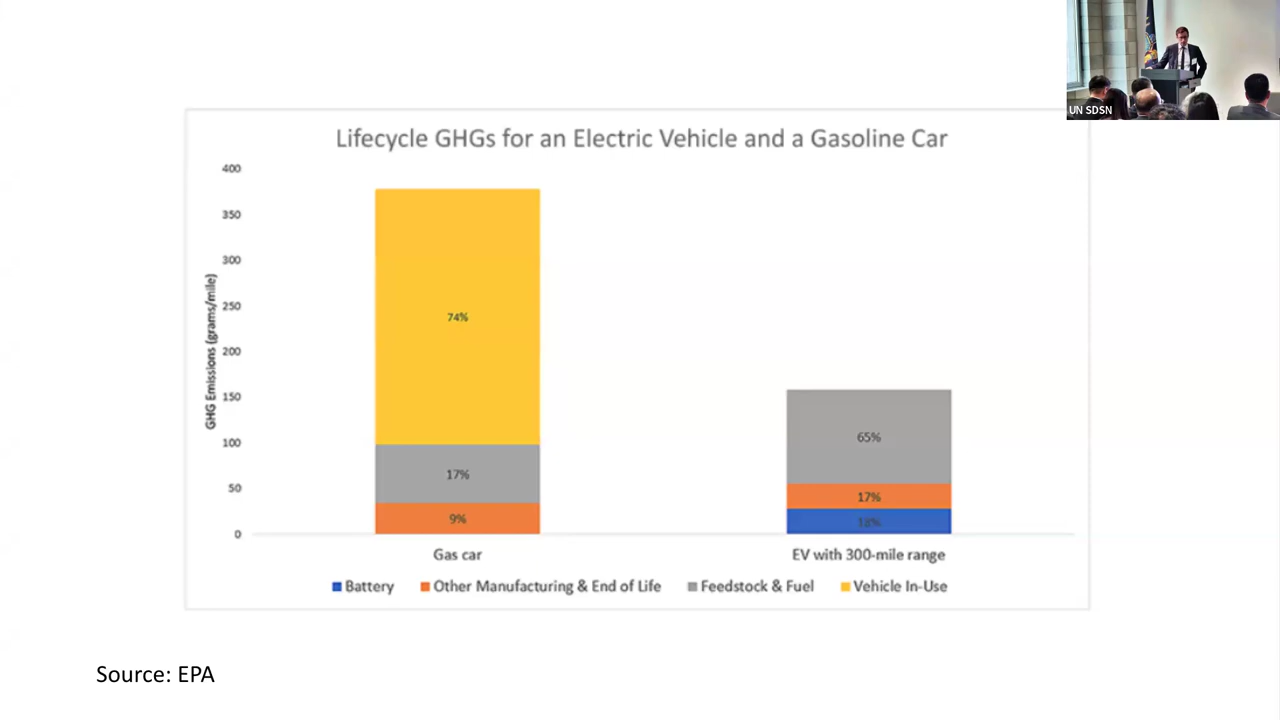 UN SDSN
Lifecycle GHGs for an Electric Vehicle and a Gasoline Car
GHG Emissions (grams/mile)
400
350
300
250
200
150
100
50
0
74%
17%
9%
65%
17%
18%
Gas car
EV with 300-mile range
Battery
Other Manufacturing & End of Life
Feedstock & Fuel
Vehicle In-Use
Source: EPA